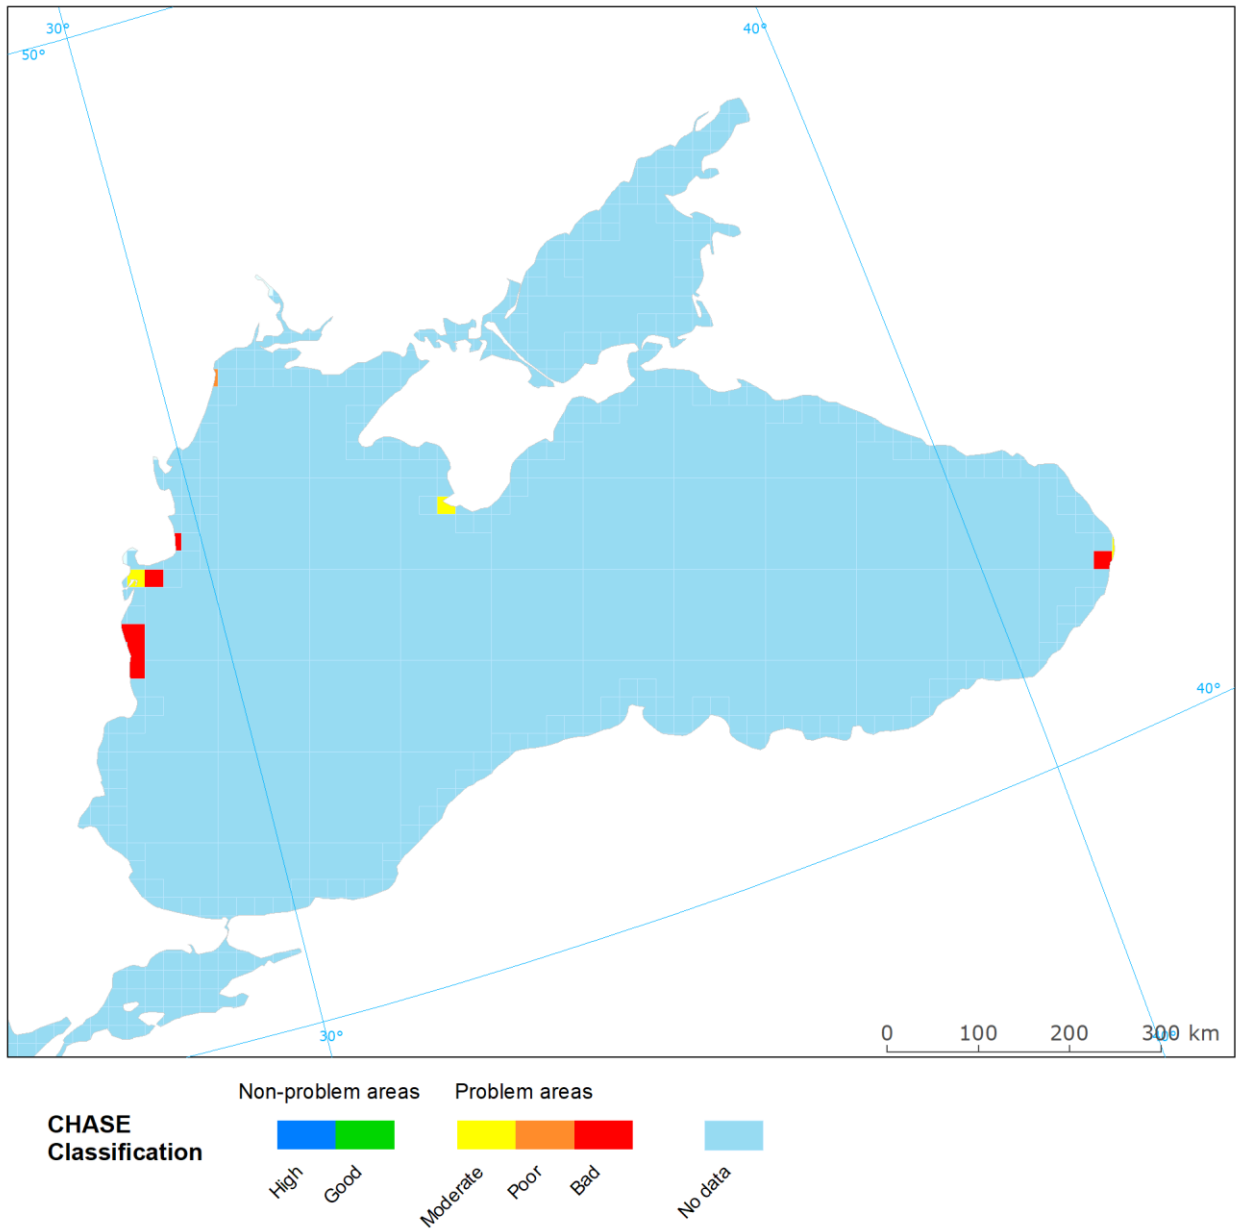 30°
40°
50°
40°
30°
40°
0 100 200 300 km
Non-problem areas Problem areas
CHASE
Classification
High Good Moderate Poor Bad No data